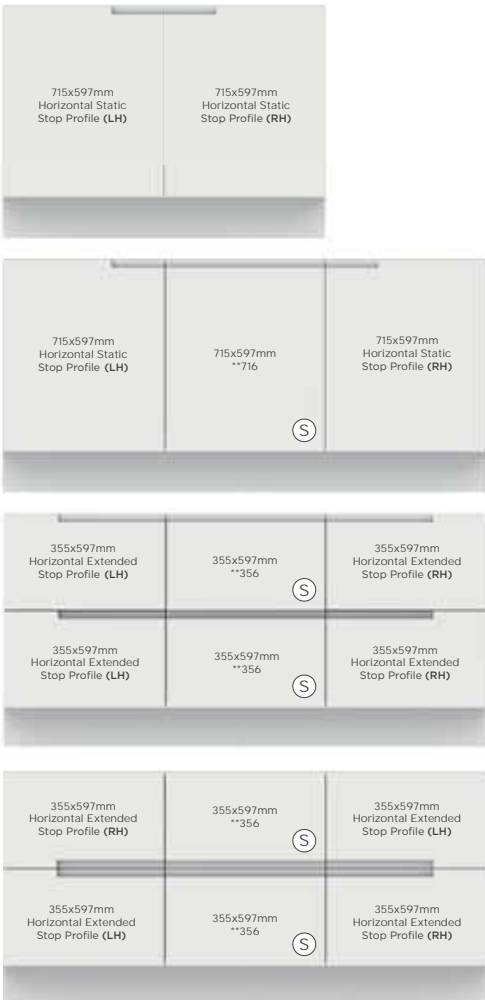 715x597mm
Horizontal Static
Stop Profile (LH)
715x597mm
Horizontal Static
Stop Profile (RH)
715x597mm
Horizontal Static
Stop Profile (LH)
715x597mm
**716
S
715x597mm
Horizontal Static
Stop Profile (RH)
355x597mm
Horizontal Extended
Stop Profile (LH)
355x597mm
**356
S
355x597mm
Horizontal Extended
Stop Profile (RH)
355x597mm
Horizontal Extended
Stop Profile (LH)
355x597mm
**356
S
355x597mm
Horizontal Extended
Stop Profile (RH)
355x597mm
Horizontal Extended
Stop Profile (RH)
355x597mm
**356
S
355x597mm
Horizontal Extended
Stop Profile (LH)
355x597mm
Horizontal Extended
Stop Profile (LH)
355x597mm
**356
S
355x597mm
Horizontal Extended
Stop Profile (RH)